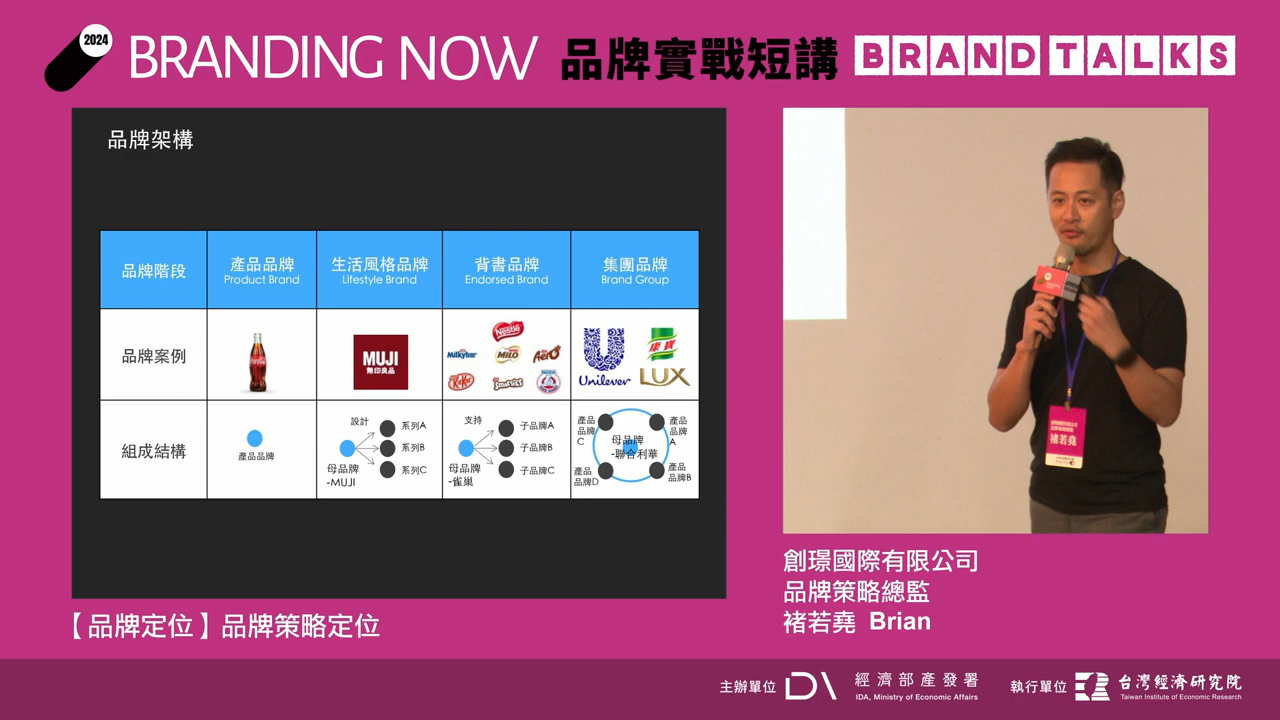 2024
BRANDING NOW 品牌實戰短講 BRAND TALKS
品牌架構
品牌階段
產品品牌
Product Brand
生活風格品牌
Lifestyle Brand
背書品牌
Endorsed Brand
集團品牌
Brand Group
品牌案例
MUJI
無印良品
Nestlé
Milkybar
MILO
Aero
KitKat
Smarties
Unilever
康寶
LUX
組成結構
產品品牌
設計
系列A
系列B
系列C
母品牌
-MUJI
支持
子品牌A
子品牌B
子品牌C
母品牌
-雀巢
產品
品牌
C
產品
品牌
A
母品牌
-聯合利華
產品
品牌D
產品
品牌B
褚若堯
創璟國際有限公司
品牌策略總監
褚若堯 Brian
【品牌定位】品牌策略定位
主辦單位
經濟部產發署
IDA, Ministry of Economic Affairs
執行單位
台灣經濟研究院
Taiwan Institute of Economic Research